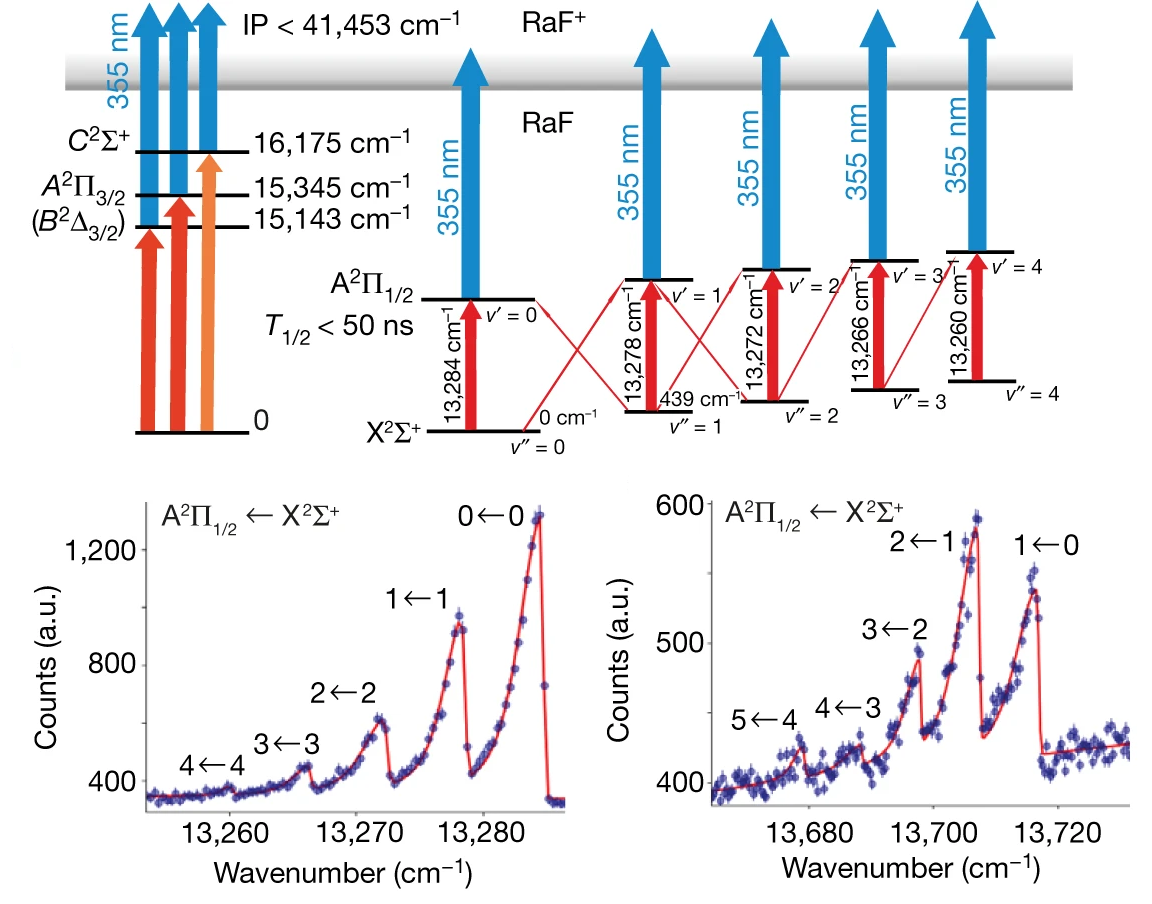 IP < 41,453 cm⁻¹
RaF⁺
355 nm
RaF
C²Σ⁺
16,175 cm⁻¹
A²Π₃/₂
15,345 cm⁻¹
(B²Δ₃/₂)
15,143 cm⁻¹
355 nm
355 nm
355 nm
355 nm
355 nm
A²Π₁/₂
v′ = 0
v′ = 1
v′ = 2
v′ = 3
v′ = 4
T₁/₂ < 50 ns
13,284 cm⁻¹
13,278 cm⁻¹
13,272 cm⁻¹
13,266 cm⁻¹
13,260 cm⁻¹
0
X²Σ⁺
0 cm⁻¹
439 cm⁻¹
v″ = 0
v″ = 1
v″ = 2
v″ = 3
v″ = 4
A²Π₁/₂ ← X²Σ⁺
0←0
1←1
2←2
3←3
4←4
1,200
800
400
Counts (a.u.)
13,260
13,270
13,280
Wavenumber (cm⁻¹)
A²Π₁/₂ ← X²Σ⁺
2←1
1←0
3←2
4←3
5←4
600
500
400
Counts (a.u.)
13,680
13,700
13,720
Wavenumber (cm⁻¹)